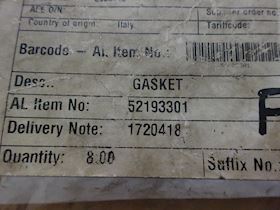 Country of origin: Italy Tariffcode:
Barcode - AL Item No.:
Desc.: GASKET
AL Item No: 52193301
Delivery Note: 1720418
Quantity: 8.00 Suffix No.: